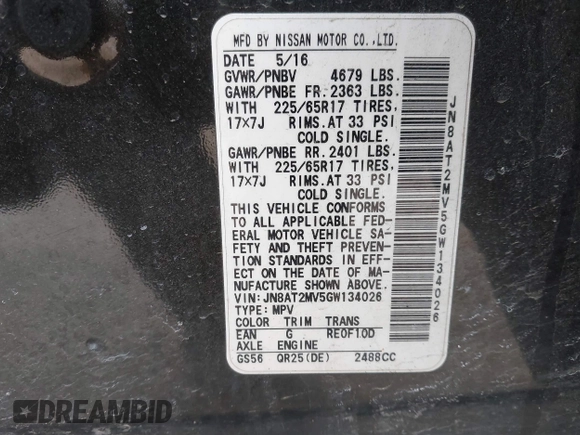 MFD BY NISSAN MOTOR CO.,LTD.
DATE 5/16
GVWR/PNBV 4679 LBS.
GAWR/PNBE FR. 2363 LBS.
WITH 225/65R17 TIRES,
17×7J RIMS.AT 33 PSI
COLD SINGLE.
GAWR/PNBE RR. 2401 LBS.
WITH 225/65R17 TIRES,
17×7J RIMS.AT 33 PSI
COLD SINGLE.
THIS VEHICLE CONFORMS
TO ALL APPLICABLE FED-
ERAL MOTOR VEHICLE SA-
FETY AND THEFT PREVEN-
TION STANDARDS IN EFF-
ECT ON THE DATE OF MA-
NUFACTURE SHOWN ABOVE.
VIN: JN8AT2MV5GW134026
TYPE: MPV
COLOR TRIM TRANS
EAN G RE0F10D
AXLE ENGINE
GS56 QR25(DE) 2488CC
JN8AT2MV5GW134026
DREAMBID